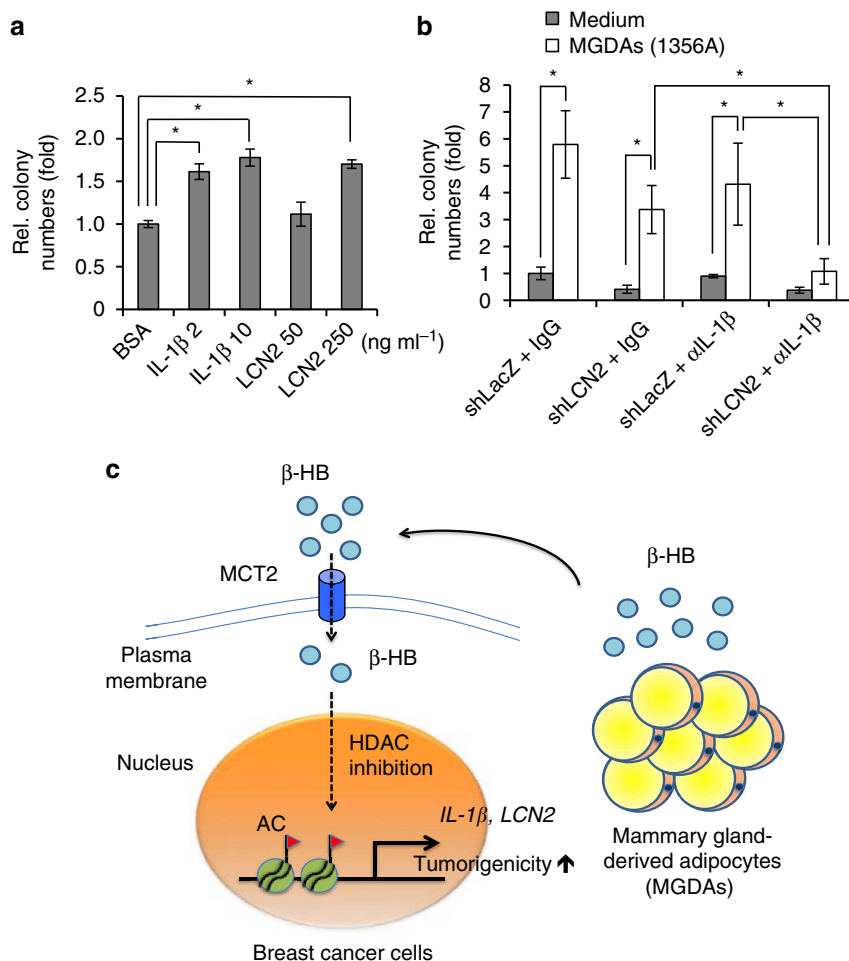 a
Rel. colony
numbers (fold)
2.5
2.0
1.5
1.0
0.5
0.0
*
*
*
BSA
IL-1β 2
IL-1β 10
LCN2 50
LCN2 250
(ng ml⁻¹)
b
Medium
MGDAs (1356A)
Rel. colony
numbers (fold)
8
7
6
5
4
3
2
1
0
*
*
*
*
*
shLacZ + IgG
shLCN2 + IgG
shLacZ + αIL-1β
shLCN2 + αIL-1β
c
β-HB
MCT2
β-HB
Plasma
membrane
β-HB
Nucleus
HDAC
inhibition
AC
IL-1β, LCN2
Tumorigenicity
Mammary gland-
derived adipocytes
(MGDAs)
Breast cancer cells